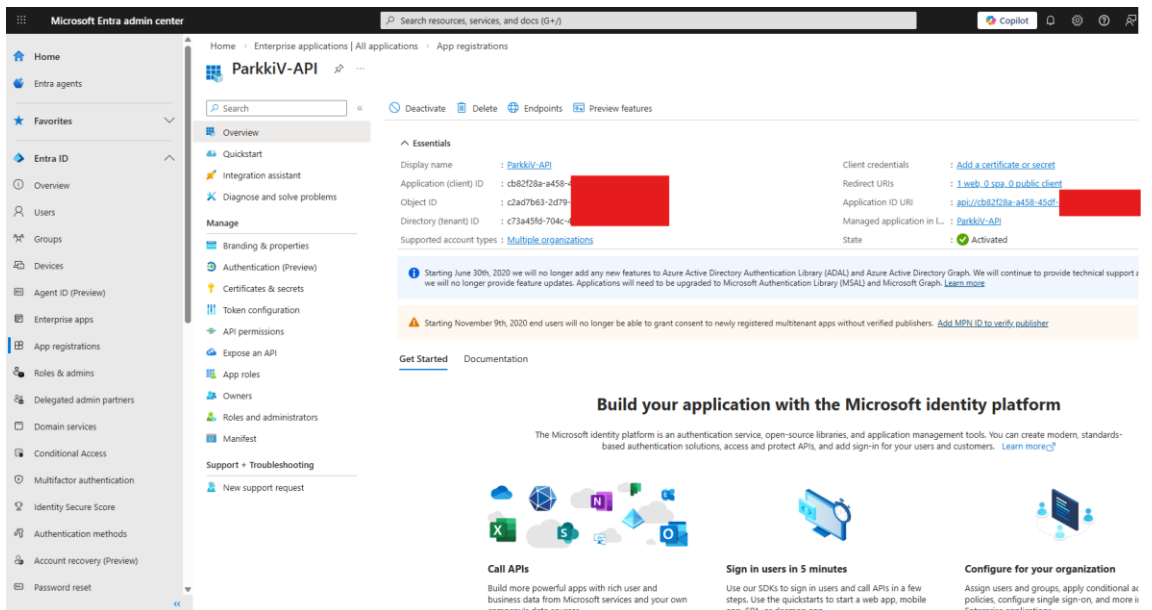 Microsoft Entra admin center
Search resources, services, and docs (G+/)
Copilot
Home
Entra agents
Favorites
Entra ID
Overview
Users
Groups
Devices
Agent ID (Preview)
Enterprise apps
App registrations
Roles & admins
Delegated admin partners
Domain services
Conditional Access
Multifactor authentication
Identity Secure Score
Authentication methods
Account recovery (Preview)
Password reset
Home > Enterprise applications | All applications > App registrations
ParkkiV-API
Search
Overview
Quickstart
Integration assistant
Diagnose and solve problems
Manage
Branding & properties
Authentication (Preview)
Certificates & secrets
Token configuration
API permissions
Expose an API
App roles
Owners
Roles and administrators
Manifest
Support + Troubleshooting
New support request
Deactivate Delete Endpoints Preview features
Essentials
Display name : ParkkiV-API
Application (client) ID : cb82f28a-a458-4
Object ID : c2ad7b63-2d79-
Directory (tenant) ID : c73a45fd-704c-4
Supported account types : Multiple organizations
Client credentials : Add a certificate or secret
Redirect URIs : 1 web, 0 spa, 0 public client
Application ID URI : api://cb82f28a-a458-45df-
Managed application in l... : ParkkiV-API
State : Activated
Starting June 30th, 2020 we will no longer add any new features to Azure Active Directory Authentication Library (ADAL) and Azure Active Directory Graph. We will continue to provide technical support a
we will no longer provide feature updates. Applications will need to be upgraded to Microsoft Authentication Library (MSAL) and Microsoft Graph. Learn more
Starting November 9th, 2020 end users will no longer be able to grant consent to newly registered multitenant apps without verified publishers. Add MPN ID to verify publisher
Get Started Documentation
Build your application with the Microsoft identity platform
The Microsoft identity platform is an authentication service, open-source libraries, and application management tools. You can create modern, standards-
based authentication solutions, access and protect APIs, and add sign-in for your users and customers. Learn more
Call APIs
Build more powerful apps with rich user and
business data from Microsoft services and your own
Sign in users in 5 minutes
Use our SDKs to sign in users and call APIs in a few
steps. Use the quickstarts to start a web app, mobile
Configure for your organization
Assign users and groups, apply conditional ac
policies, configure single sign-on, and more i